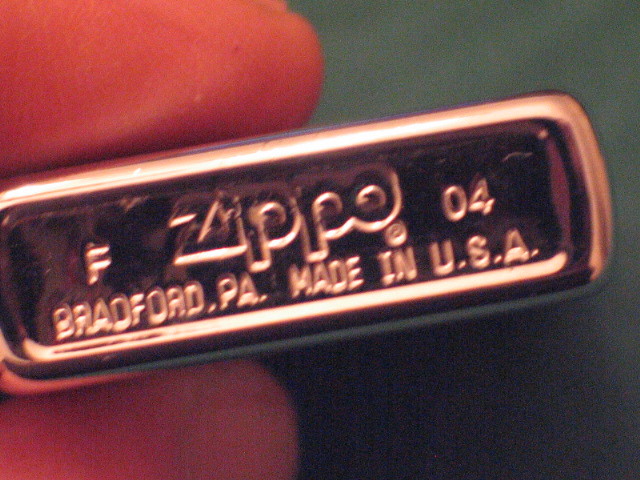 F Zippo ® 04
BRADFORD, PA. MADE IN U.S.A.